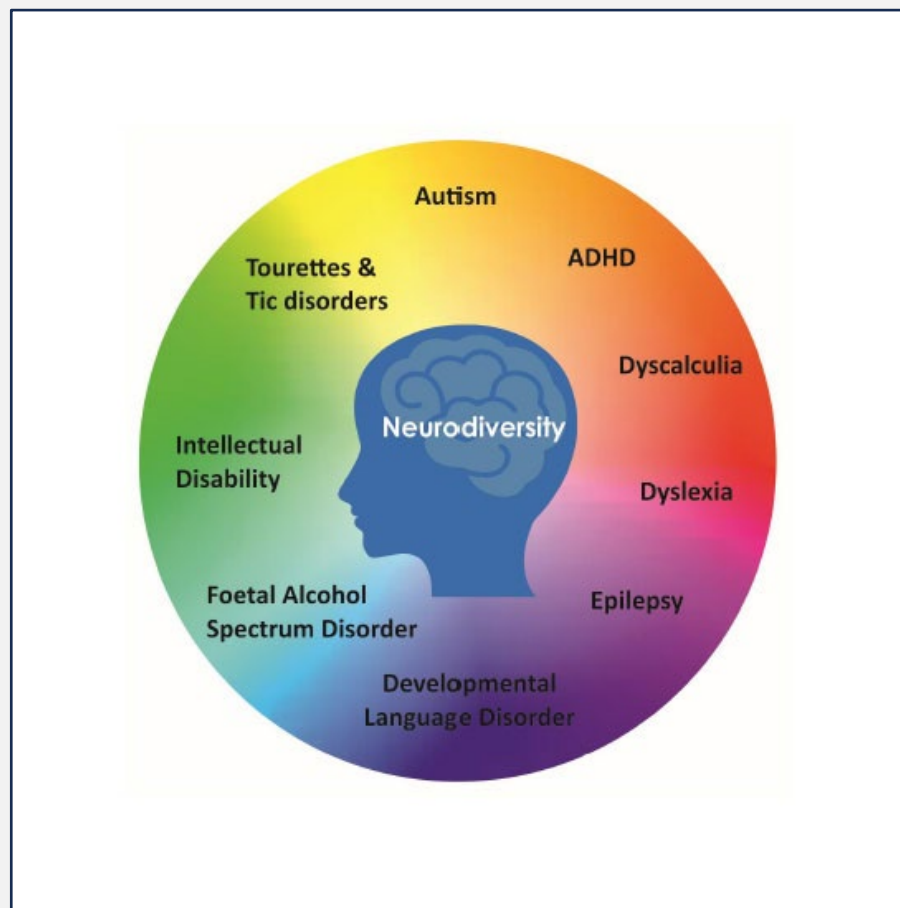 Autism
ADHD
Tourettes &
Tic disorders
Dyscalculia
Neurodiversity
Intellectual
Disability
Dyslexia
Foetal Alcohol
Spectrum Disorder
Epilepsy
Developmental
Language Disorder